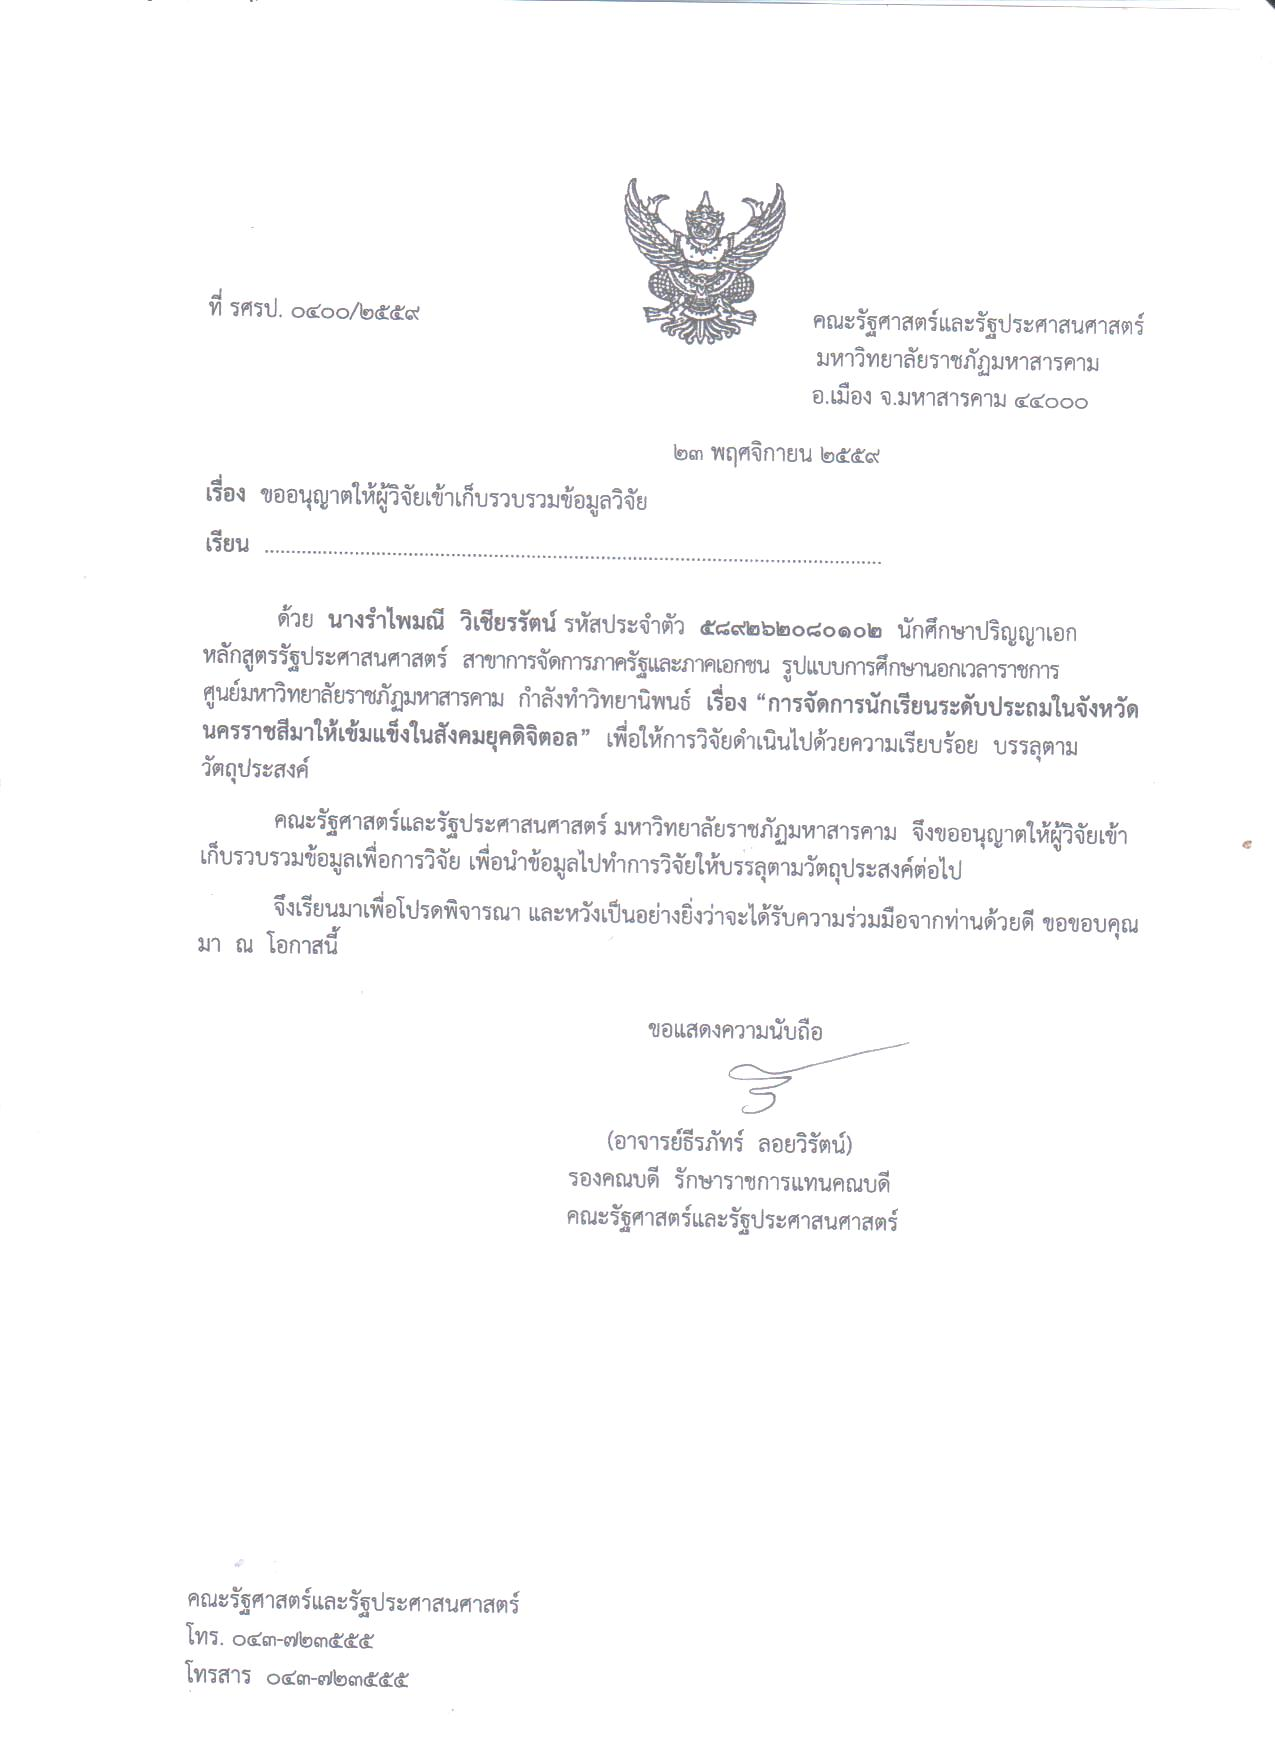 ที่ รศรป. ๐๔๐๐/๒๕๕๙
คณะรัฐศาสตร์และรัฐประศาสนศาสตร์
มหาวิทยาลัยราชภัฏมหาสารคาม
อ.เมือง จ.มหาสารคาม ๔๔๐๐๐
๒๓ พฤศจิกายน ๒๕๕๙
เรื่อง ขออนุญาตให้ผู้วิจัยเข้าเก็บรวบรวมข้อมูลวิจัย
เรียน ....................................................................................................................
ด้วย นางรำไพมณี วิเชียรรัตน์ รหัสประจำตัว ๕๘๙๒๖๒๐๘๐๑๐๒ นักศึกษาปริญญาเอก
หลักสูตรรัฐประศาสนศาสตร์ สาขาการจัดการภาครัฐและภาคเอกชน รูปแบบการศึกษานอกเวลาราชการ
ศูนย์มหาวิทยาลัยราชภัฏมหาสารคาม กำลังทำวิทยานิพนธ์ เรื่อง “การจัดการนักเรียนระดับประถมในจังหวัด
นครราชสีมาให้เข้มแข็งในสังคมยุคดิจิตอล” เพื่อให้การวิจัยดำเนินไปด้วยความเรียบร้อย บรรลุตาม
วัตถุประสงค์
คณะรัฐศาสตร์และรัฐประศาสนศาสตร์ มหาวิทยาลัยราชภัฏมหาสารคาม จึงขออนุญาตให้ผู้วิจัยเข้า
เก็บรวบรวมข้อมูลเพื่อการวิจัย เพื่อนำข้อมูลไปทำการวิจัยให้บรรลุตามวัตถุประสงค์ต่อไป
จึงเรียนมาเพื่อโปรดพิจารณา และหวังเป็นอย่างยิ่งว่าจะได้รับความร่วมมือจากท่านด้วยดี ขอขอบคุณ
มา ณ โอกาสนี้
ขอแสดงความนับถือ
(อาจารย์ธีรภัทร์ ลอยวิรัตน์)
รองคณบดี รักษาราชการแทนคณบดี
คณะรัฐศาสตร์และรัฐประศาสนศาสตร์
คณะรัฐศาสตร์และรัฐประศาสนศาสตร์
โทร. ๐๔๓-๗๒๓๕๕๕
โทรสาร ๐๔๓-๗๒๓๕๕๕